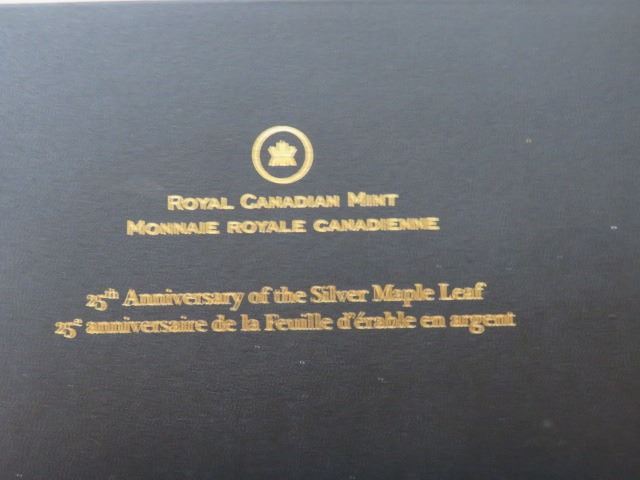 ROYAL CANADIAN MINT
MONNAIE ROYALE CANADIENNE
25th Anniversary of the Silver Maple Leaf
25e anniversaire de la Feuille d'érable en argent